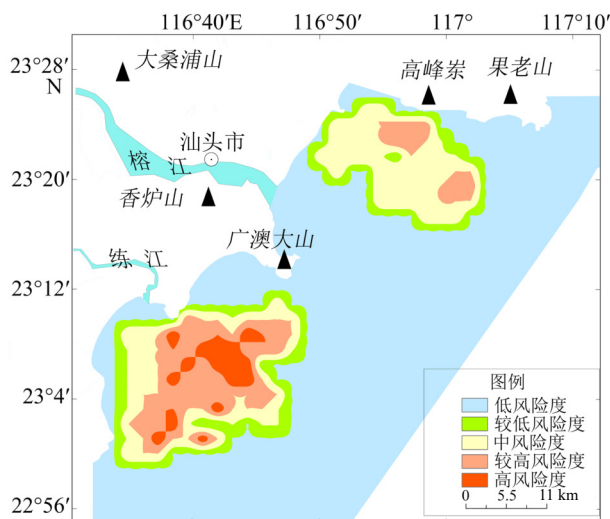 116°40′E 116°50′ 117° 117°10′
23°28′
N
大桑浦山
高峰岽 果老山
汕头市
榕 江
23°20′
香炉山
广澳大山
练 江
23°12′
图例
低风险度
较低风险度
中风险度
较高风险度
高风险度
0 5.5 11 km
23°4′
22°56′